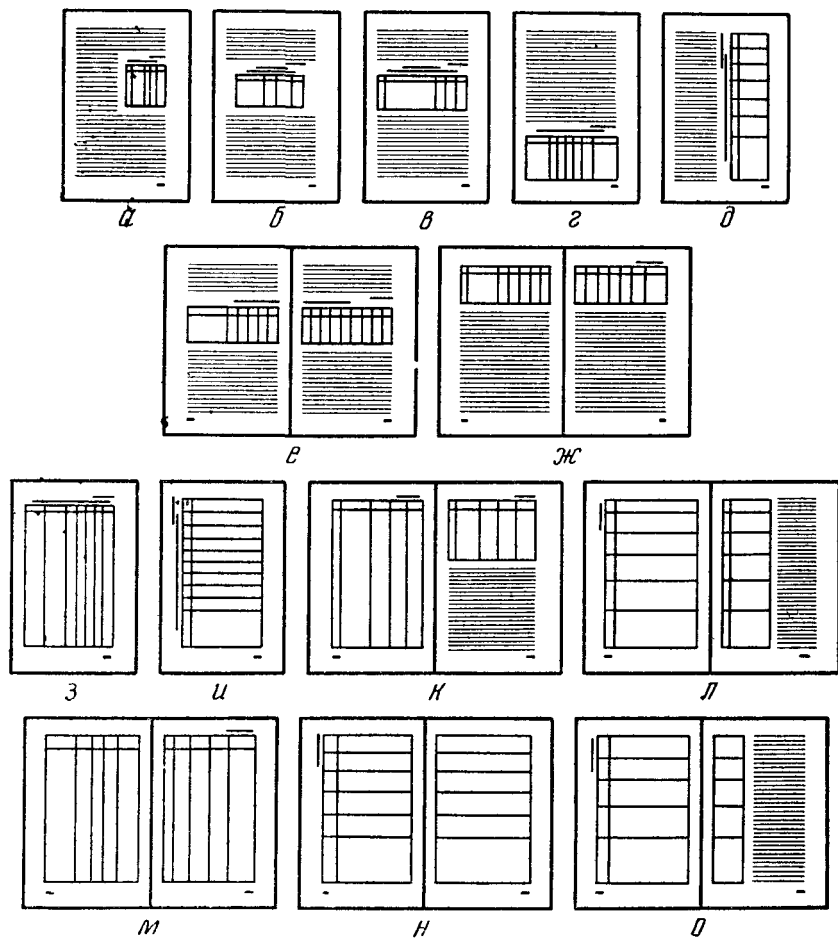 а б в г д
е ж
з и к л
м н о